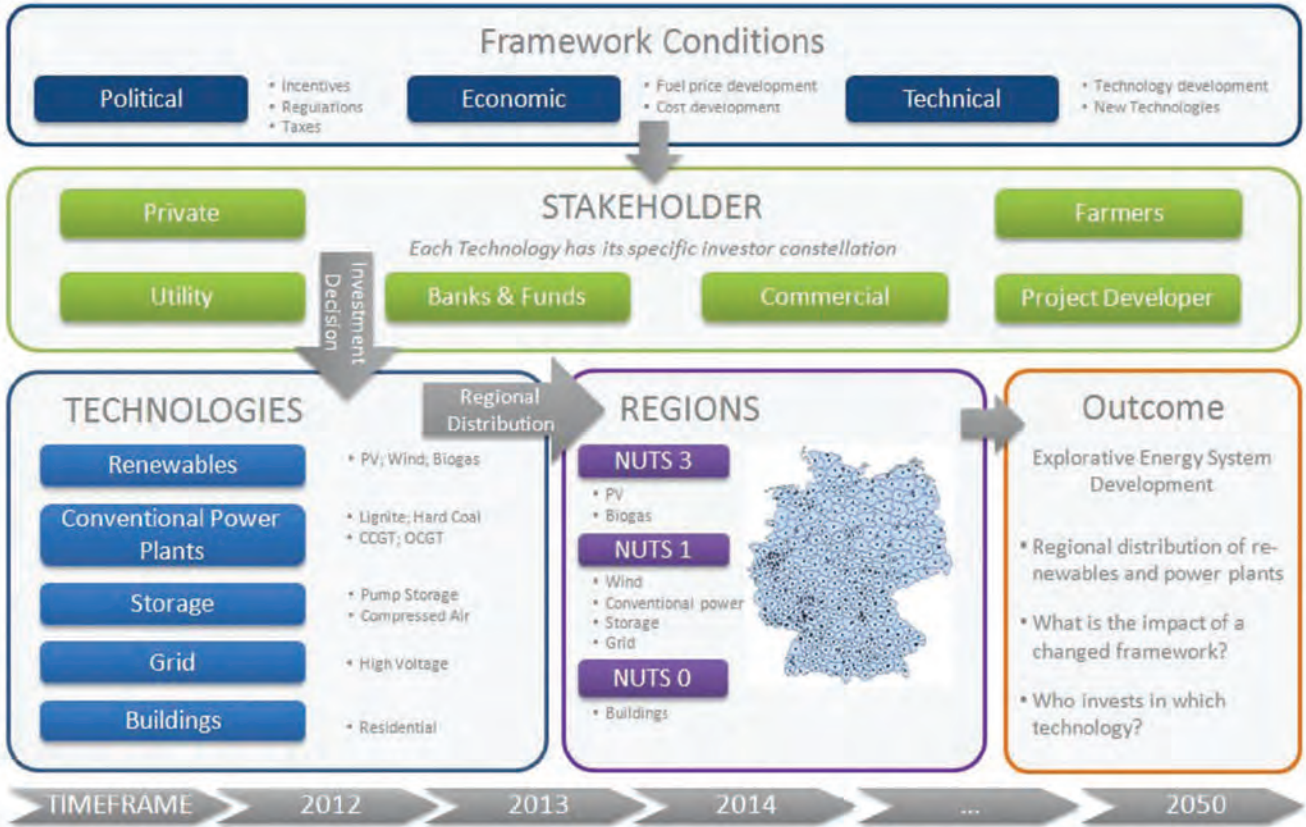 Framework Conditions
Political
• Incentives
• Regulations
• Taxes
Economic
• Fuel price development
• Cost development
Technical
• Technology development
• New Technologies
STAKEHOLDER
Each Technology has its specific investor constellation
Private
Farmers
Utility
Banks & Funds
Commercial
Project Developer
Investment
Decision
TECHNOLOGIES
Renewables
• PV; Wind; Biogas
Conventional Power
Plants
• Lignite; Hard Coal
• CCGT; OCGT
Storage
• Pump Storage
• Compressed Air
Grid
• High Voltage
Buildings
• Residential
Regional
Distribution
REGIONS
NUTS 3
• PV
• Biogas
NUTS 1
• Wind
• Conventional power
• Storage
• Grid
NUTS 0
• Buildings
Outcome
Explorative Energy System
Development
• Regional distribution of re-
newables and power plants
• What is the impact of a
changed framework?
• Who invests in which
technology?
TIMEFRAME
2012
2013
2014
...
2050